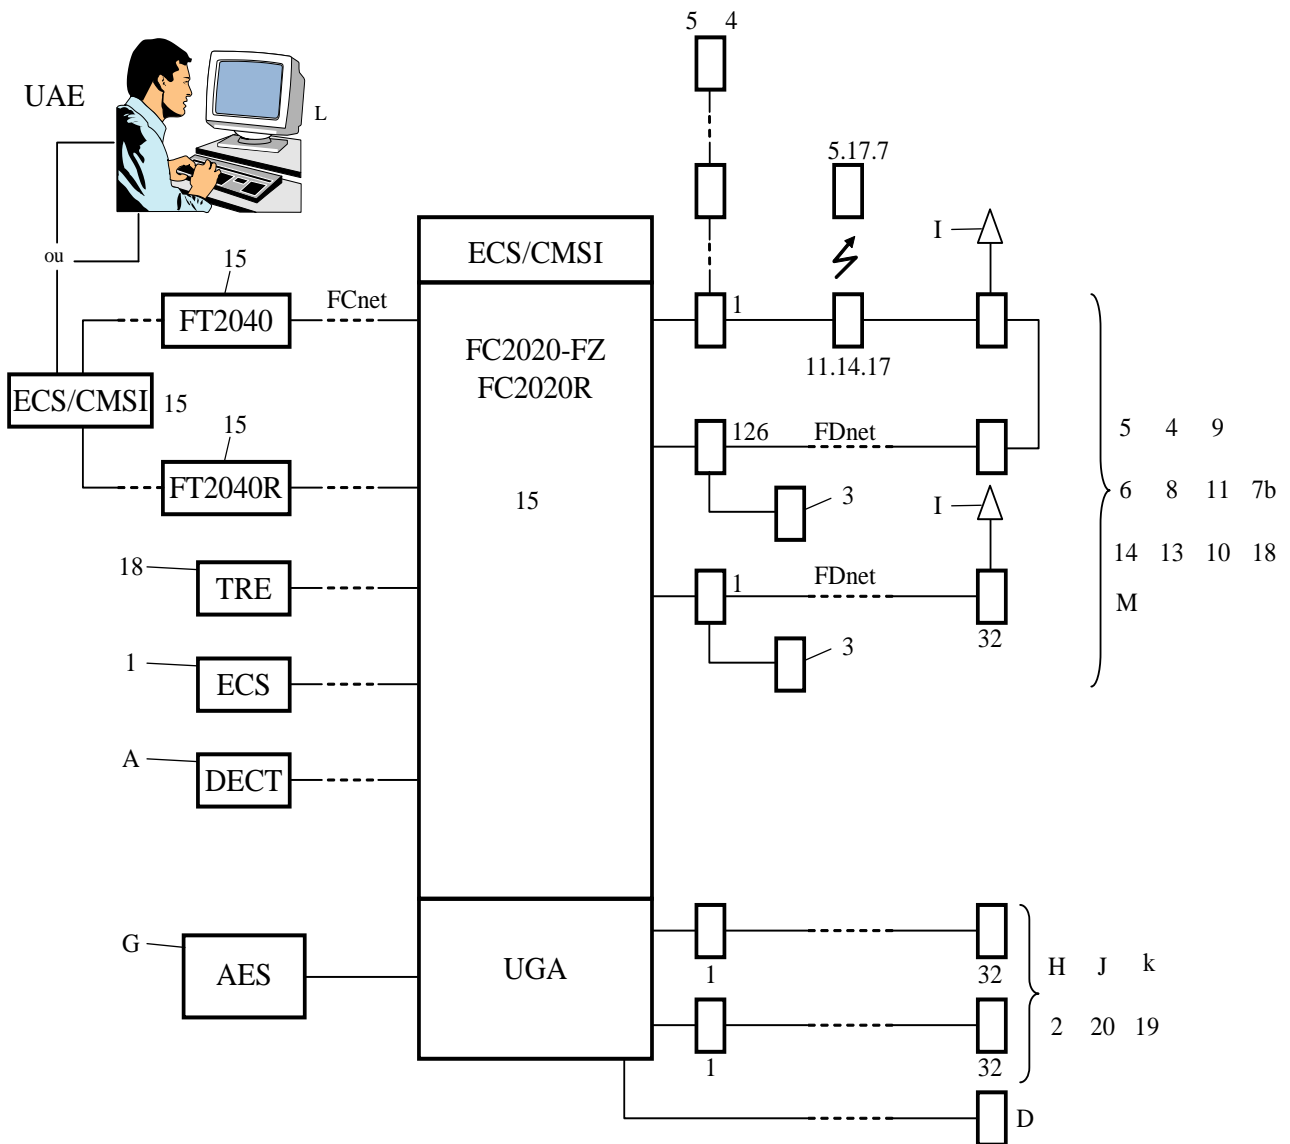 5 4
UAE
L
5.17.7
ou
15
I
ECS/CMSI
FCnet
1
FT2040
FC2020-FZ
FC2020R
11.14.17
ECS/CMSI
15
15
126
FDnet
5 4 9
FT2040R
15
3
I
6 8 11 7b
18
TRE
1
FDnet
14 13 10 18
M
32
1
ECS
3
A
DECT
G
AES
UGA
1
32
H J k
2 20 19
1
32
D